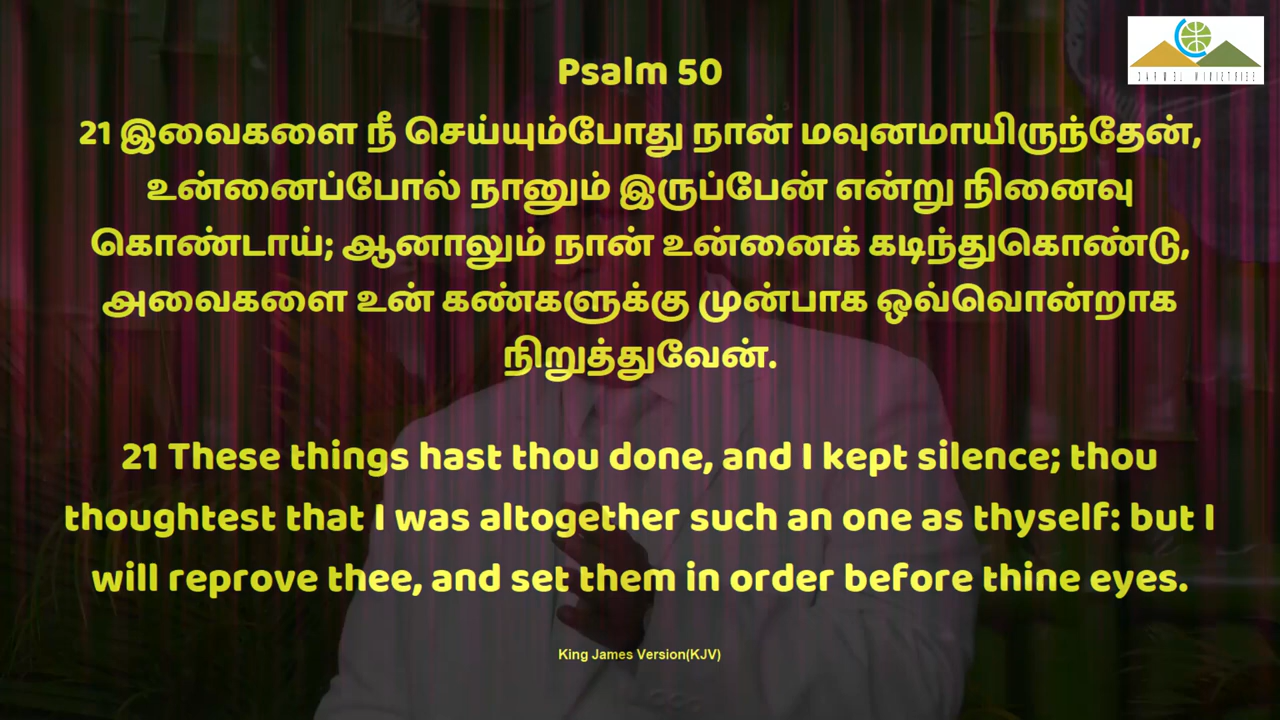 CARMEL MINISTRIES
Psalm 50
21 இவைகளை நீ செய்யும்போது நான் மவுனமாயிருந்தேன்,
உன்னைப்போல் நானும் இருப்பேன் என்று நினைவு
கொண்டாய்; ஆனாலும் நான் உன்னைக் கடிந்துகொண்டு,
அவைகளை உன் கண்களுக்கு முன்பாக ஒவ்வொன்றாக
நிறுத்துவேன்.
21 These things hast thou done, and I kept silence; thou
thoughtest that I was altogether such an one as thyself: but I
will reprove thee, and set them in order before thine eyes.
King James Version(KJV)